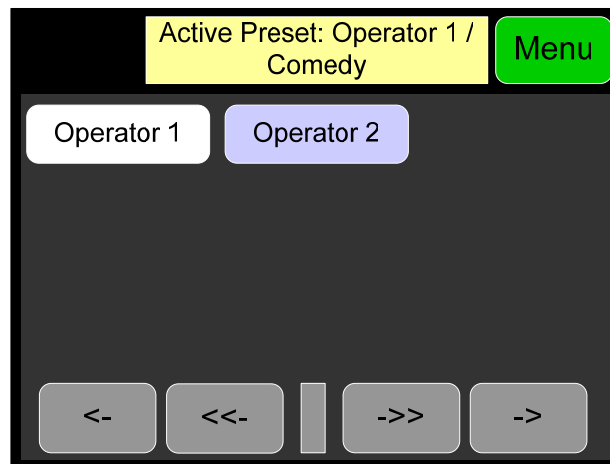 Active Preset: Operator 1 /
Comedy
Menu
Operator 1
Operator 2
<-
<<-
->>
->